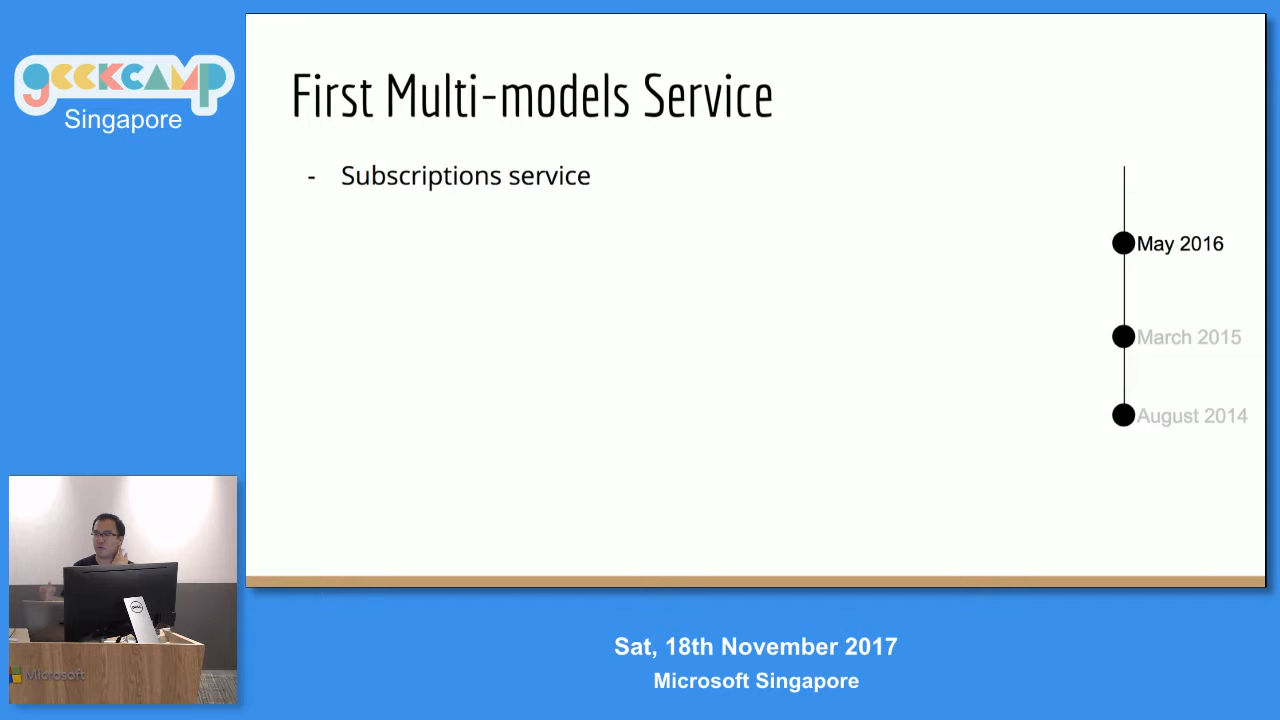 geekcamp
Singapore
First Multi-models Service
- Subscriptions service
May 2016
March 2015
August 2014
DELL
Microsoft
Sat, 18th November 2017
Microsoft Singapore